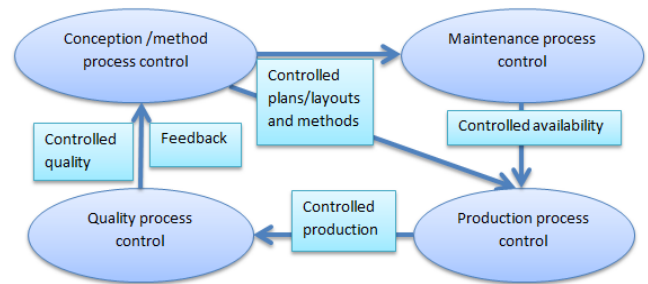 Conception /method
process control
Maintenance process
control
Controlled
plans/layouts
and methods
Controlled availability
Controlled
quality
Feedback
Controlled
production
Quality process
control
Production process
control